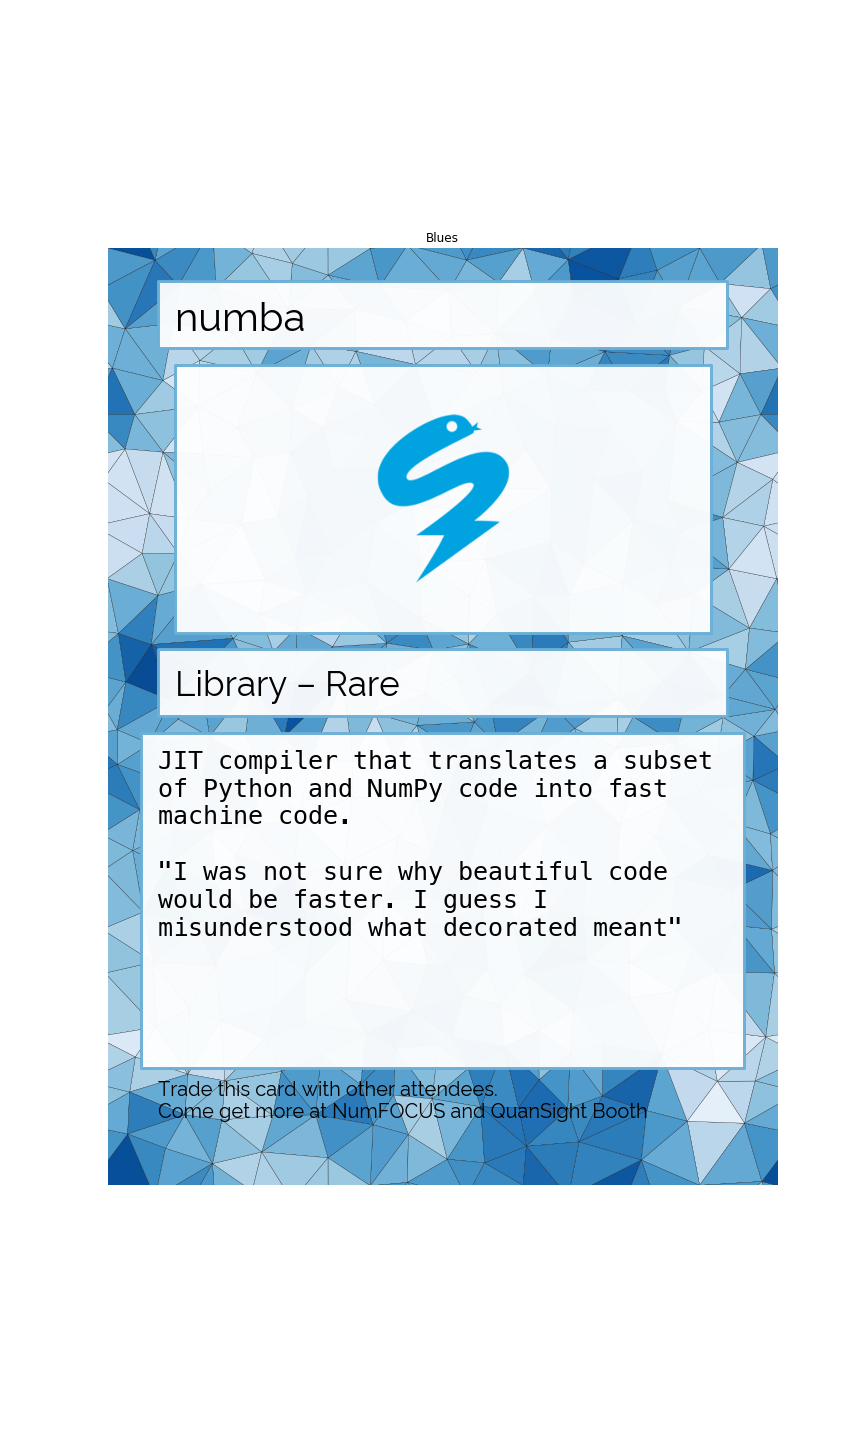 Blues
numba
Library – Rare
JIT compiler that translates a subset
of Python and NumPy code into fast
machine code.
"I was not sure why beautiful code
would be faster. I guess I
misunderstood what decorated meant"
Trade this card with other attendees.
Come get more at NumFOCUS and QuanSight Booth